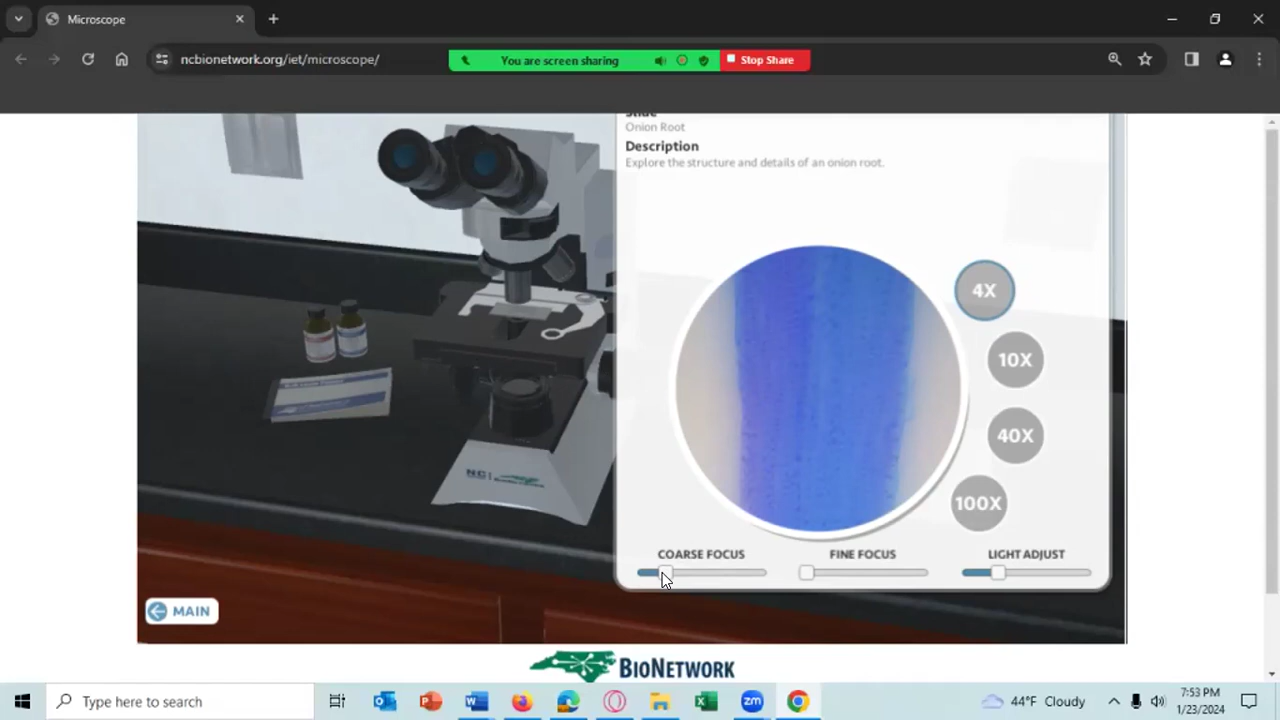 Microscope
ncbionetwork.org/iet/microscope/
You are screen sharing
Stop Share
Slide
Onion Root
Description
Explore the structure and details of an onion root.
4X
10X
40X
100X
COARSE FOCUS
FINE FOCUS
LIGHT ADJUST
NC
MAIN
BIONETWORK
Type here to search
44°F Cloudy
7:53 PM
1/23/2024